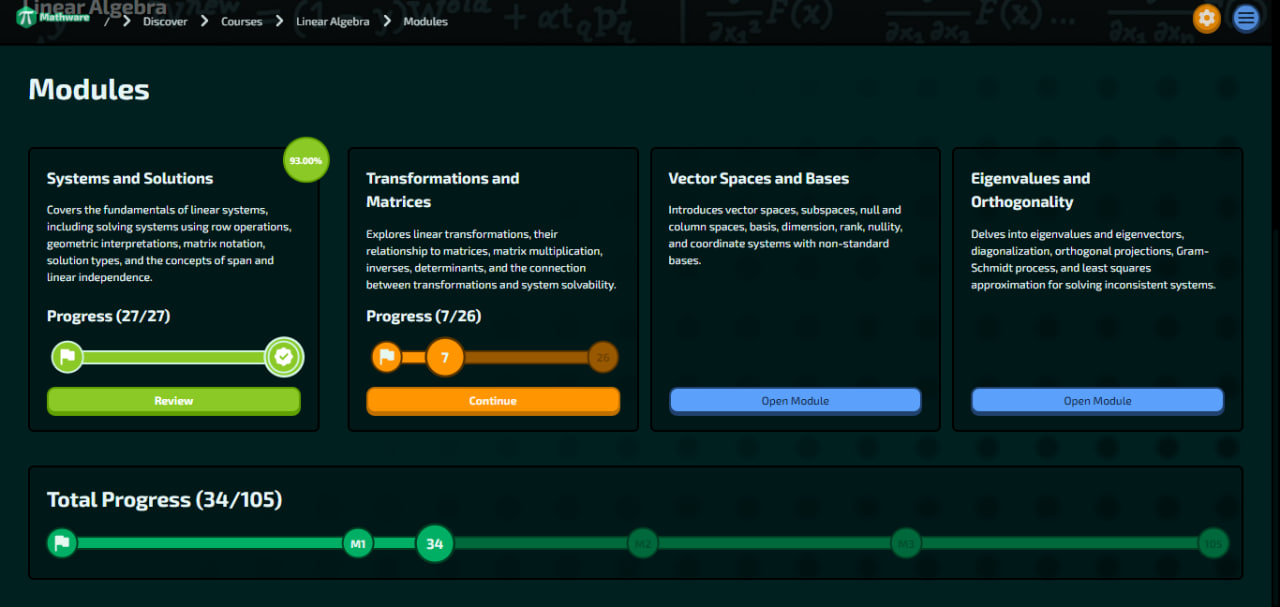 Linear Algebra
Mathware / Discover Courses Linear Algebra Modules
Modules
93.00%
Systems and Solutions
Covers the fundamentals of linear systems,
including solving systems using row operations,
geometric interpretations, matrix notation,
solution types, and the concepts of span and
linear independence.
Progress (27/27)
Review
Transformations and
Matrices
Explores linear transformations, their
relationship to matrices, matrix multiplication,
inverses, determinants, and the connection
between transformations and system solvability.
Progress (7/26)
7 26
Continue
Vector Spaces and Bases
Introduces vector spaces, subspaces, null and
column spaces, basis, dimension, rank, nullity,
and coordinate systems with non-standard
bases.
Open Module
Eigenvalues and
Orthogonality
Delves into eigenvalues and eigenvectors,
diagonalization, orthogonal projections, Gram-
Schmidt process, and least squares
approximation for solving inconsistent systems.
Open Module
Total Progress (34/105)
M1 34 M2 M3 105